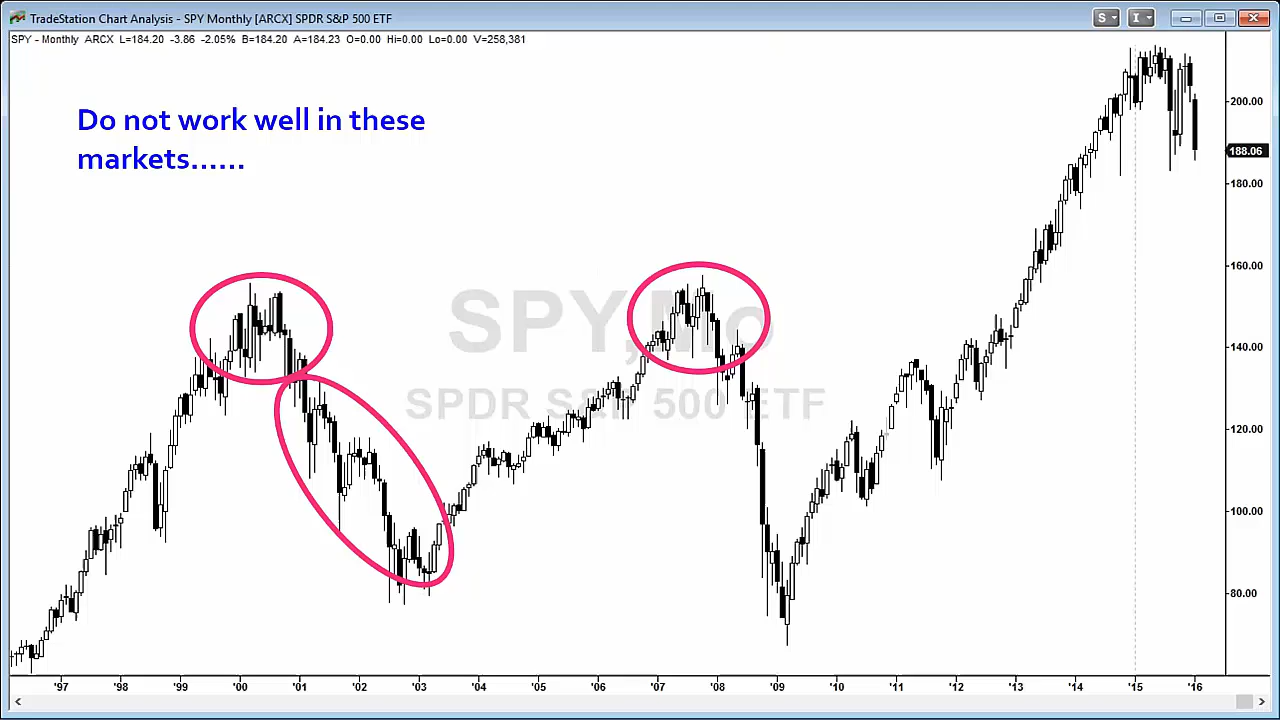 TradeStation Chart Analysis - SPY Monthly [ARCX] SPDR S&P 500 ETF
S
I
SPY - Monthly ARCX L=184.20 -3.86 -2.05% B=184.20 A=184.23 O=0.00 Hi=0.00 Lo=0.00 V=258,381
Do not work well in these
markets......
SPY,Mo
SPDR S&P 500 ETF
200.00
188.06
180.00
160.00
140.00
120.00
100.00
80.00
'97 '98 '99 '00 '01 '02 '03 '04 '05 '06 '07 '08 '09 '10 '11 '12 '13 '14 '15 '16